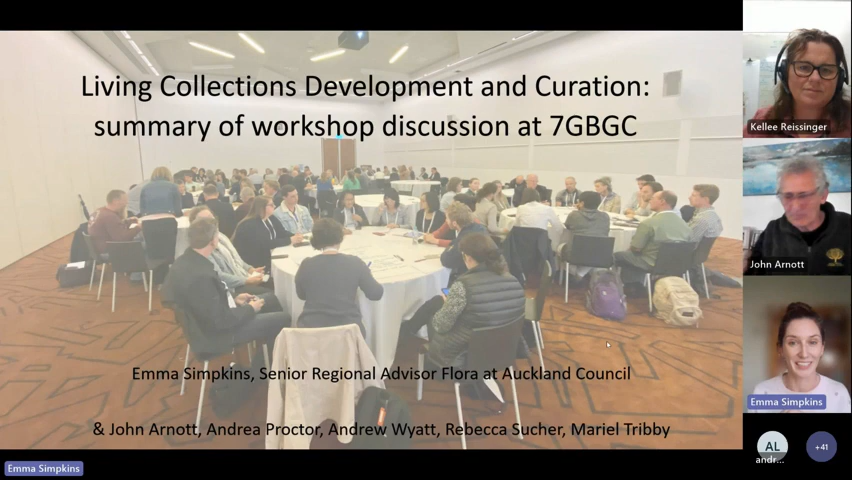 Living Collections Development and Curation:
summary of workshop discussion at 7GBGC
Emma Simpkins, Senior Regional Advisor Flora at Auckland Council
& John Arnott, Andrea Proctor, Andrew Wyatt, Rebecca Sucher, Mariel Tribby
Emma Simpkins
Kellee Reissinger
John Arnott
Emma Simpkins
AL
andr...
+41